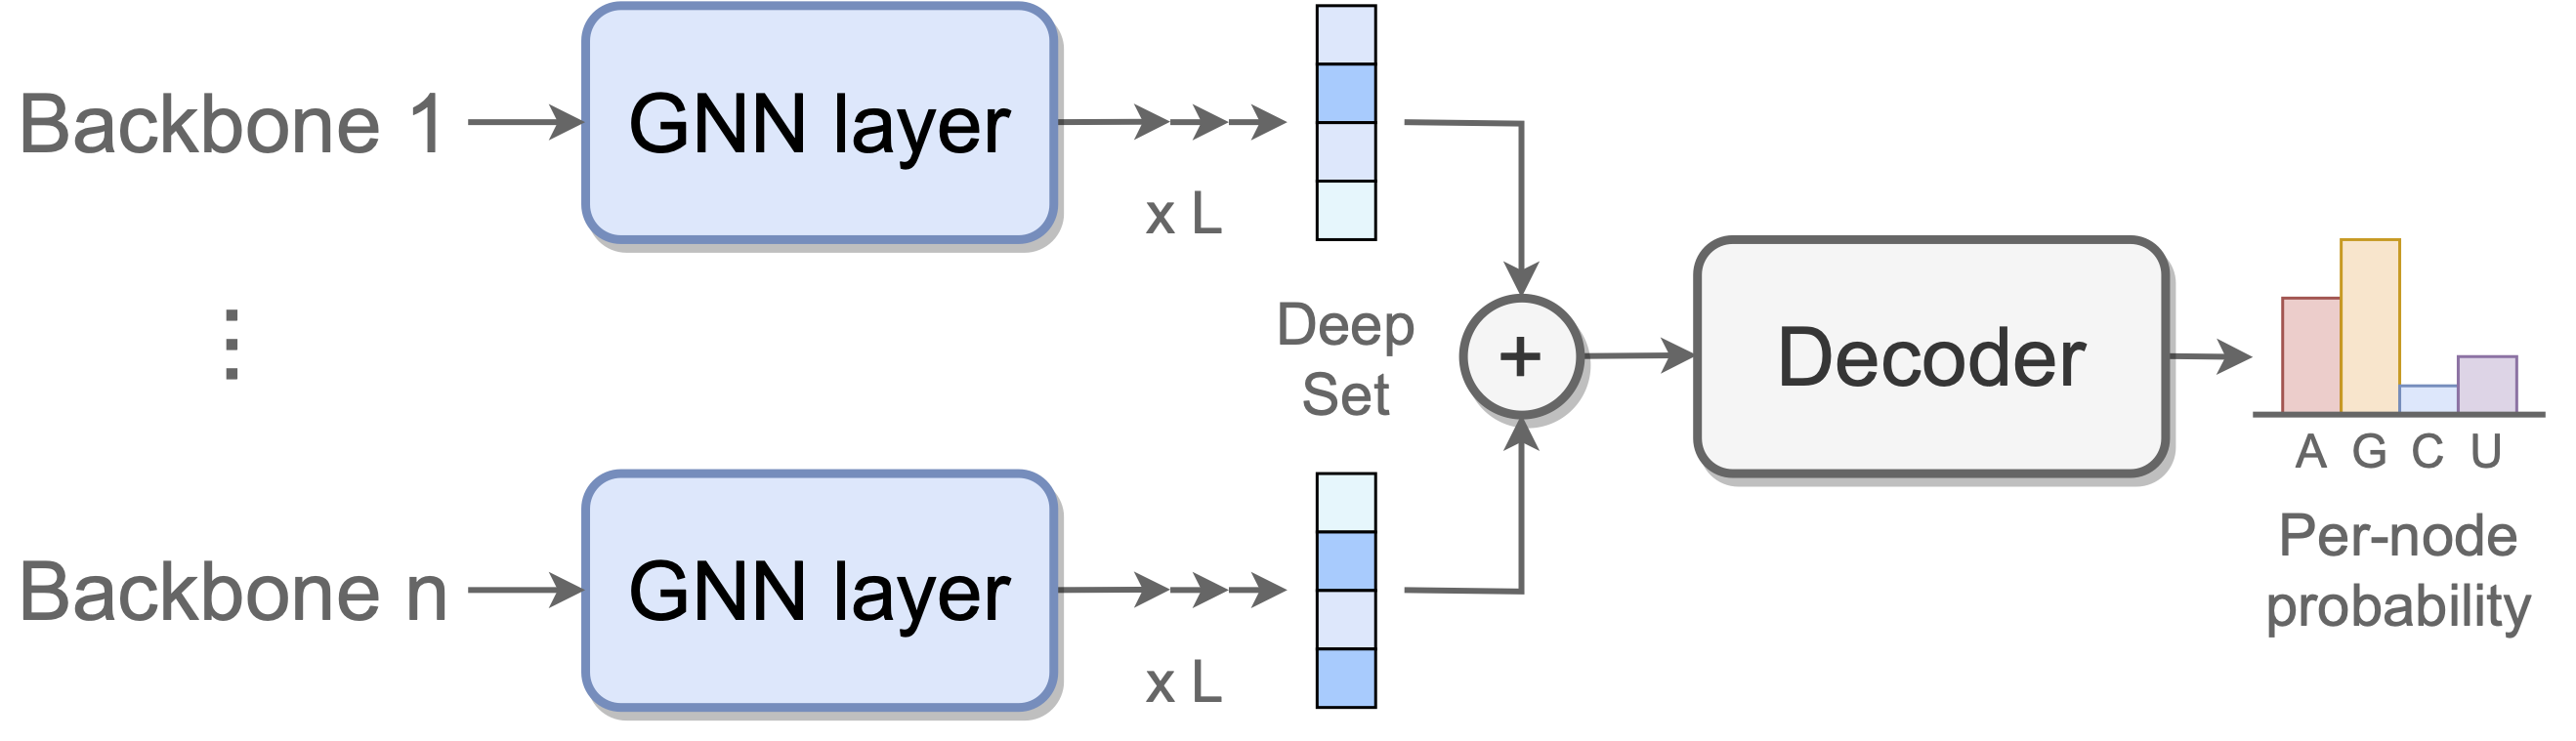 Backbone 1
GNN layer
x L
Deep
Set
+
Decoder
A G C U
Per-node
probability
Backbone n
GNN layer
x L